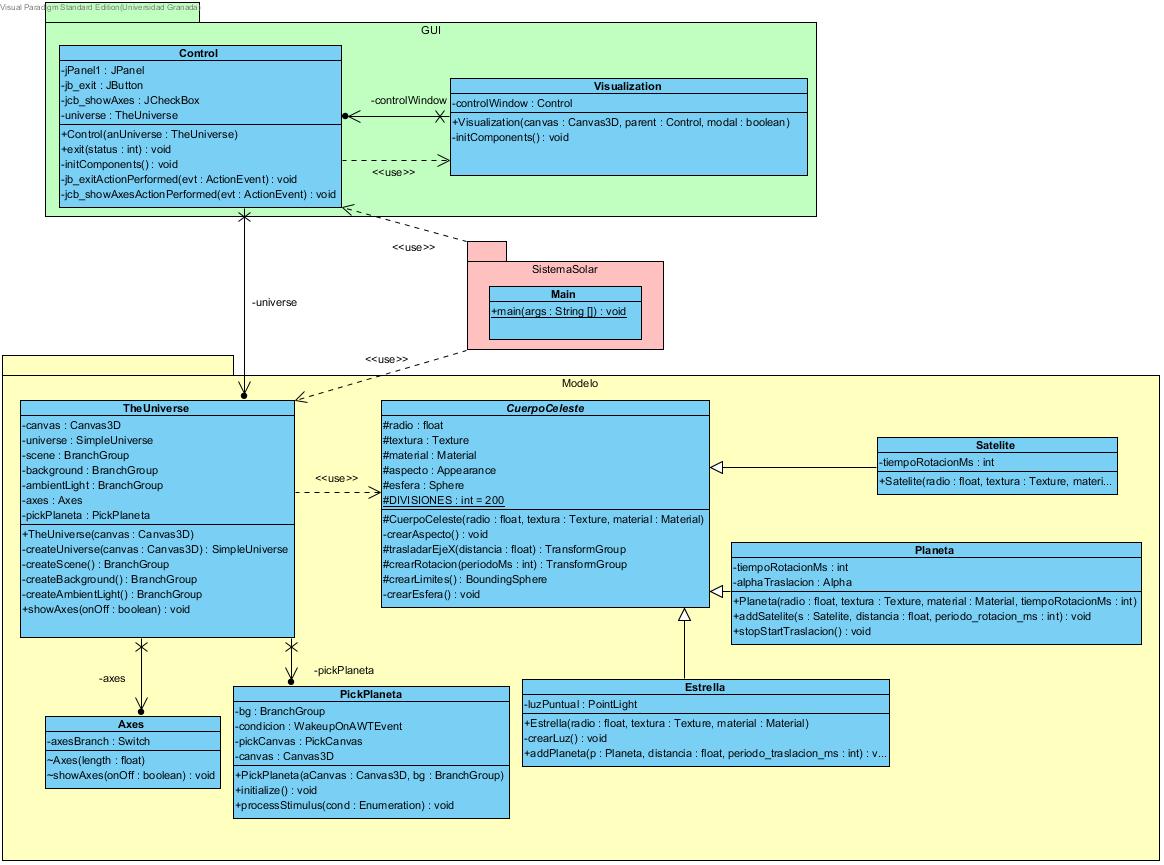 Visual Paradigm Standard Edition(Universidad Granada)
GUI
Control
-jPanel1 : JPanel
-jb_exit : JButton
-jcb_showAxes : JCheckBox
-universe : TheUniverse
+Control(anUniverse : TheUniverse)
+exit(status : int) : void
-initComponents() : void
-jb_exitActionPerformed(evt : ActionEvent) : void
-jcb_showAxesActionPerformed(evt : ActionEvent) : void
-controlWindow
<<use>>
Visualization
-controlWindow : Control
+Visualization(canvas : Canvas3D, parent : Control, modal : boolean)
-initComponents() : void
<<use>>
SistemaSolar
Main
+main(args : String []) : void
-universe
<<use>>
Modelo
TheUniverse
-canvas : Canvas3D
-universe : SimpleUniverse
-scene : BranchGroup
-background : BranchGroup
-ambientLight : BranchGroup
-axes : Axes
-pickPlaneta : PickPlaneta
+TheUniverse(canvas : Canvas3D)
-createUniverse(canvas : Canvas3D) : SimpleUniverse
-createScene() : BranchGroup
-createBackground() : BranchGroup
-createAmbientLight() : BranchGroup
+showAxes(onOff : boolean) : void
<<use>>
CuerpoCeleste
#radio : float
#textura : Texture
#material : Material
#aspecto : Appearance
#esfera : Sphere
#DIVISIONES : int = 200
#CuerpoCeleste(radio : float, textura : Texture, material : Material)
-crearAspecto() : void
#trasladarEjeX(distancia : float) : TransformGroup
#crearRotacion(periodoMs : int) : TransformGroup
#crearLimites() : BoundingSphere
-crearEsfera() : void
Satelite
-tiempoRotacionMs : int
+Satelite(radio : float, textura : Texture, materi...
Planeta
-tiempoRotacionMs : int
-alphaTraslacion : Alpha
+Planeta(radio : float, textura : Texture, material : Material, tiempoRotacionMs : int)
+addSatelite(s : Satelite, distancia : float, periodo_rotacion_ms : int) : void
+stopStartTraslacion() : void
-axes
-pickPlaneta
Axes
-axesBranch : Switch
~Axes(length : float)
~showAxes(onOff : boolean) : void
PickPlaneta
-bg : BranchGroup
-condicion : WakeupOnAWTEvent
-pickCanvas : PickCanvas
-canvas : Canvas3D
+PickPlaneta(aCanvas : Canvas3D, bg : BranchGroup)
+initialize() : void
+processStimulus(cond : Enumeration) : void
Estrella
-luzPuntual : PointLight
+Estrella(radio : float, textura : Texture, material : Material)
-crearLuz() : void
+addPlaneta(p : Planeta, distancia : float, periodo_traslacion_ms : int) : v...